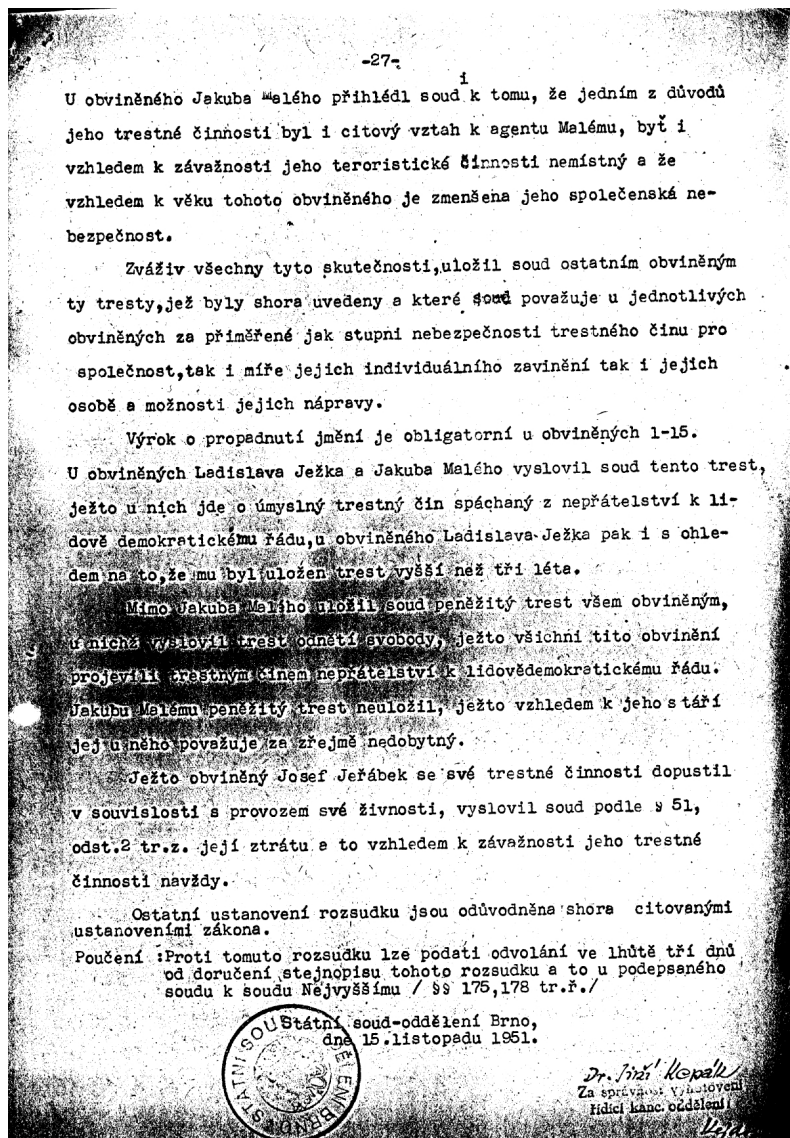 -27-
i
U obviněného Jakuba Malého přihlédl soud k tomu, že jedním z důvodů
jeho trestné činnosti byl i citový vztah k agentu Malému, byť i
vzhledem k závažnosti jeho teroristické činnosti nemístný a že
vzhledem k věku tohoto obviněného je zmenšena jeho společenská ne-
bezpečnost.
Zváživ všechny tyto skutečnosti,uložil soud ostatním obviněným
ty tresty,jež byly shora uvedeny a které soud považuje u jednotlivých
obviněných za přiměřené jak stupni nebezpečnosti trestného činu pro
společnost,tak i míře jejich individuálního zavinění tak i jejich
osobě a možnosti jejich nápravy.
Výrok o propadnutí jmění je obligatorní u obviněných 1-15.
U obviněných Ladislava Ježka a Jakuba Malého vyslovil soud tento trest,
ježto u nich jde o úmyslný trestný čin spáchaný z nepřátelství k li-
dově demokratickému řádu,u obviněného Ladislava Ježka pak i s ohle-
dem na to,že mu byl uložen trest vyšší než tři léta.
Mimo Jakuba Malého uložil soud peněžitý trest všem obviněným,
u nichž vyslovil trest odnětí svobody, ježto všichni tito obvinění
projevili trestným činem nepřátelství k lidovědemokratickému řádu.
Jakubu Malému peněžitý trest neuložil, ježto vzhledem k jeho stáří
jej u něho považuje za zřejmě nedobytný.
Ježto obviněný Josef Jeřábek se své trestné činnosti dopustil
v souvislosti s provozem své živnosti, vyslovil soud podle § 51,
odst.2 tr.z. její ztrátu a to vzhledem k závažnosti jeho trestné
činnosti navždy.
Ostatní ustanovení rozsudku jsou odůvodněna shora citovanými
ustanoveními zákona.
Poučení :Proti tomuto rozsudku lze podati odvolání ve lhůtě tří dnů
od doručení stejnopisu tohoto rozsudku a to u podepsaného
soudu k soudu Nejvyššímu / §§ 175,178 tr.ř./
Státní soud-oddělení Brno,
dne 15.listopadu 1951.
STÁTNÍ SOUD ODDĚLENÍ BRNO
Dr. Jiří Kopák
Za správnost vyhotovení
řídící kanc. oddělení